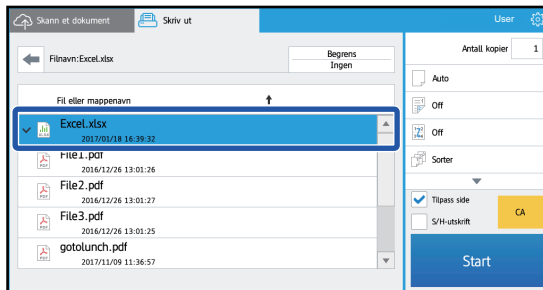 Skann et dokument
Skriv ut
User
Filnavn:Excel.xlsx
Begrens
Ingen
Fil eller mappenavn
Excel.xlsx
2017/01/18 16:39:32
File1.pdf
2016/12/26 13:01:26
File2.pdf
2016/12/26 13:01:27
File3.pdf
2016/12/26 13:01:25
gotolunch.pdf
2017/11/09 11:36:57
Antall kopier
1
Auto
Off
Off
Sorter
Tilpass side
S/H-utskrift
CA
Start